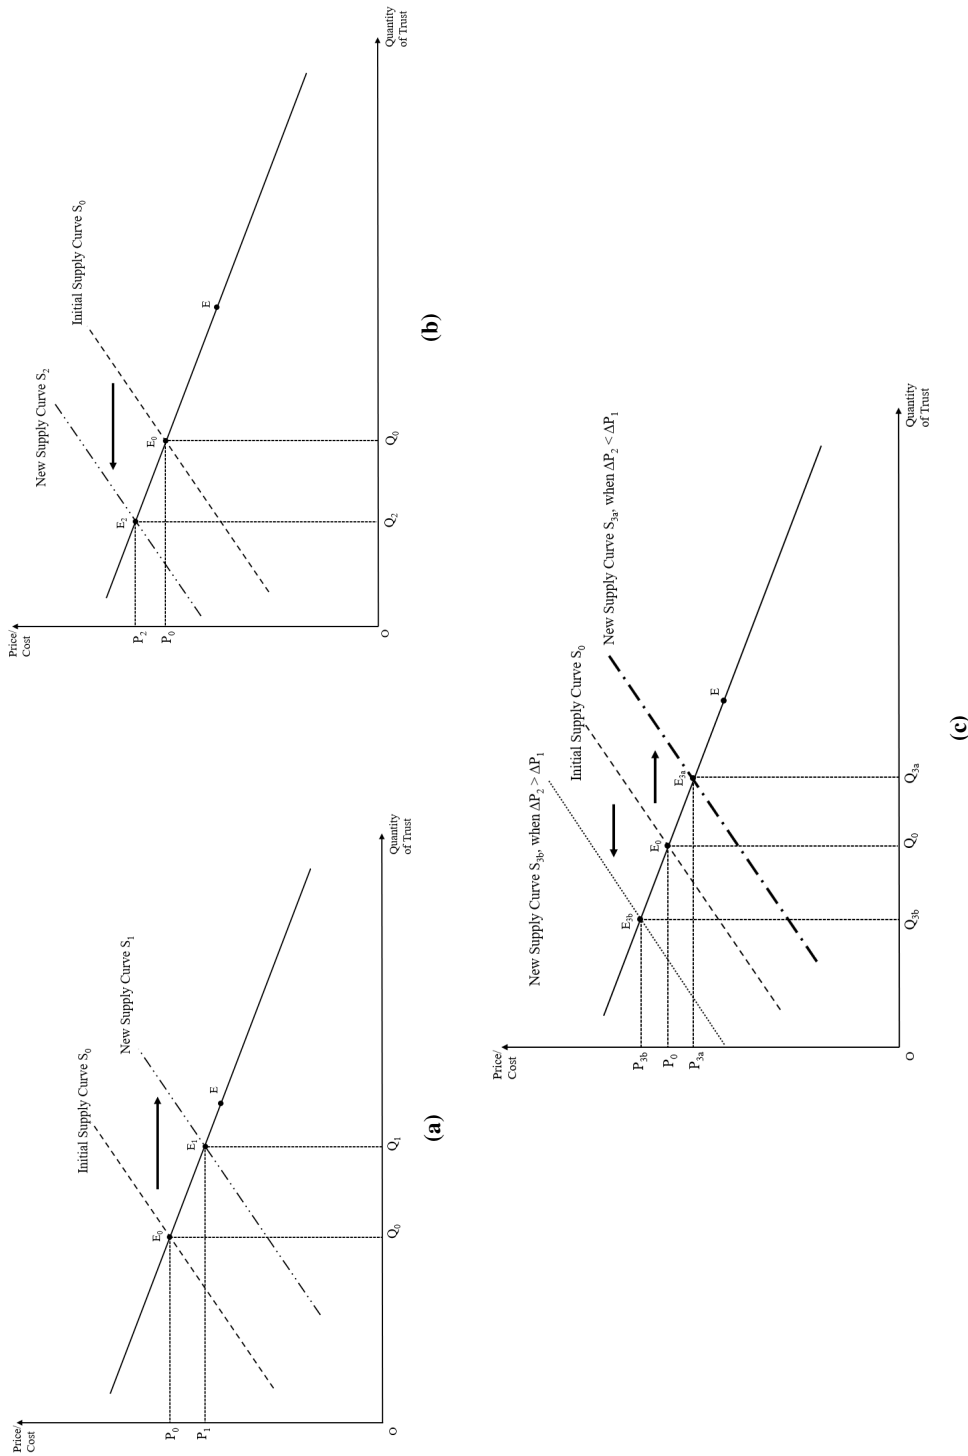 Price/
Cost
Initial Supply Curve S₀
New Supply Curve S₁
E₀
E₁
E
P₀
P₁
O
Q₀
Q₁
Quantity
of Trust
(a)
Price/
Cost
New Supply Curve S₂
Initial Supply Curve S₀
E₂
E₀
E
P₂
P₀
O
Q₂
Q₀
Quantity
of Trust
(b)
Price/
Cost
New Supply Curve S₃b, when ΔP₂ > ΔP₁
Initial Supply Curve S₀
New Supply Curve S₃a, when ΔP₂ < ΔP₁
E₃b
E₀
E₃a
E
P₃b
P₀
P₃a
O
Q₃b
Q₀
Q₃a
Quantity
of Trust
(c)